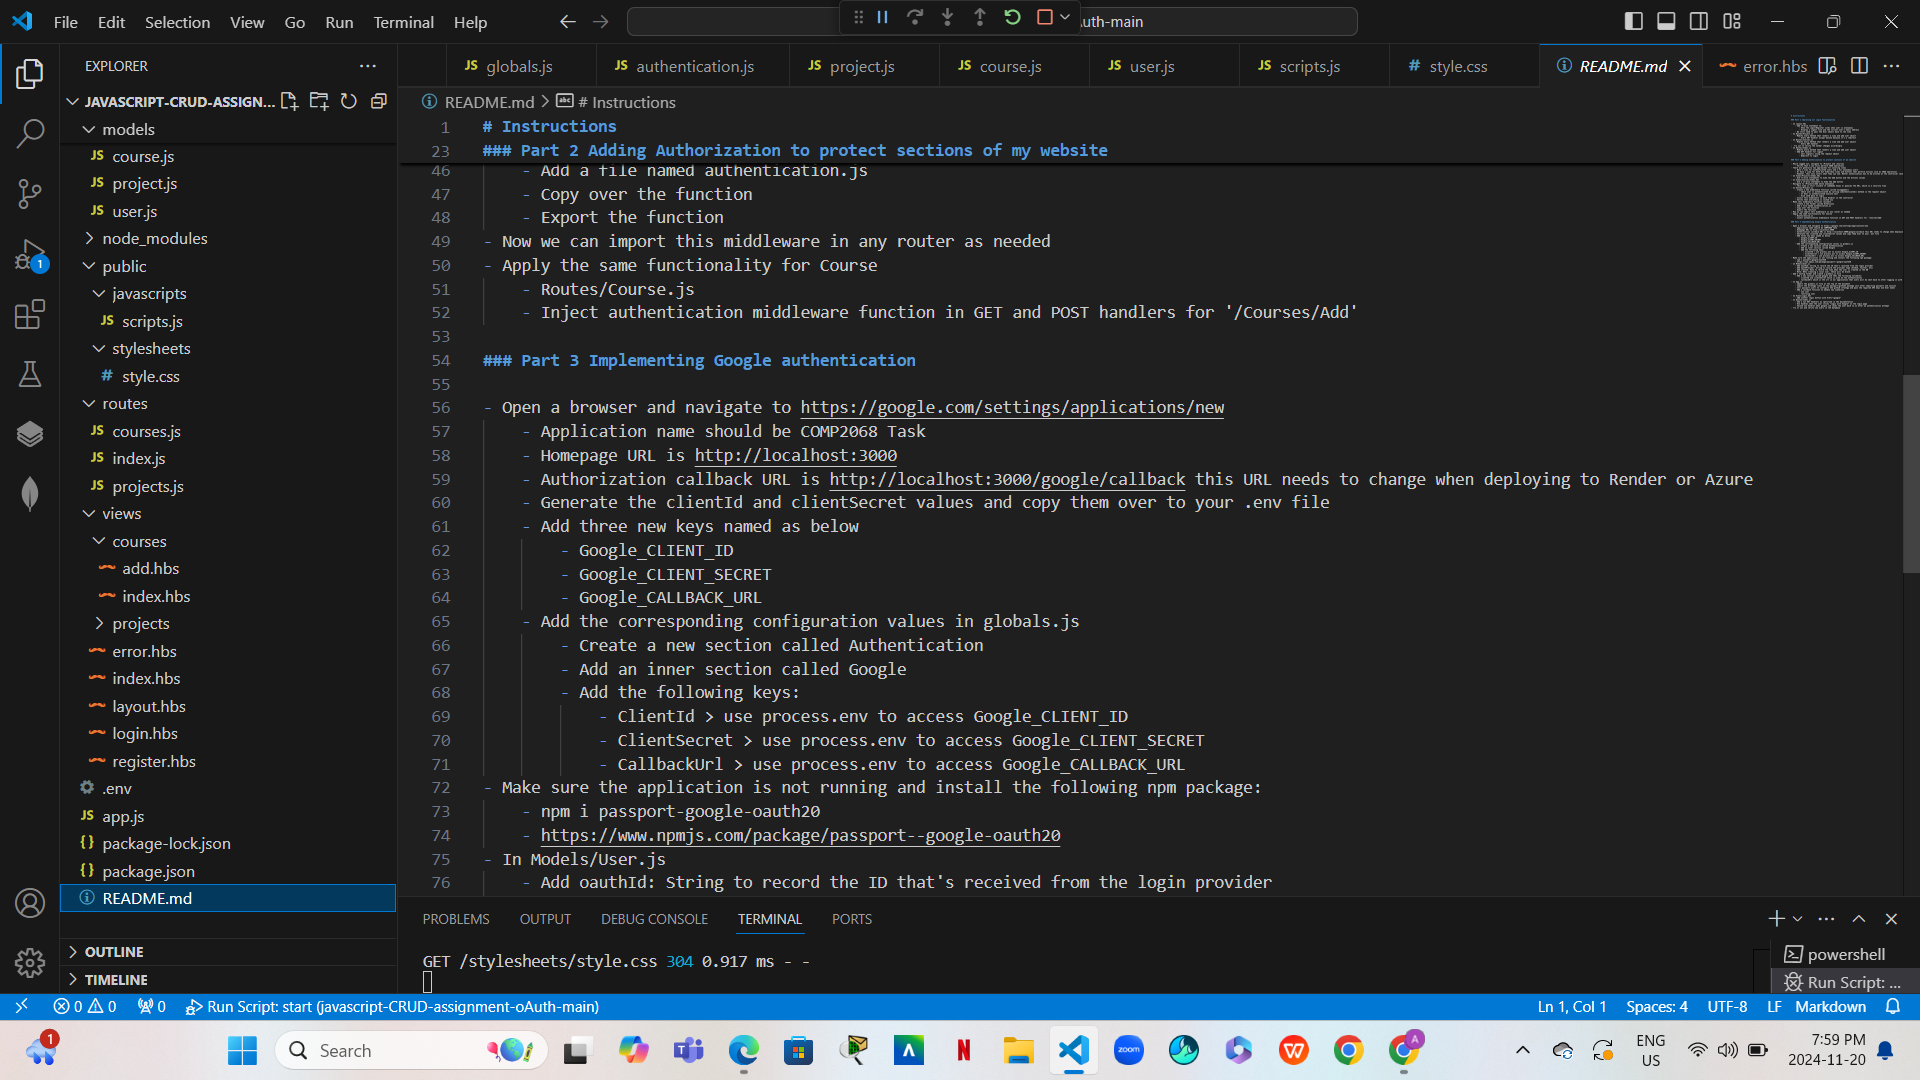 File Edit Selection View Go Run Terminal Help
uth-main
EXPLORER
JAVASCRIPT-CRUD-ASSIGN...
models
JS course.js
JS project.js
JS user.js
node_modules
public
javascripts
JS scripts.js
stylesheets
# style.css
routes
JS courses.js
JS index.js
JS projects.js
views
courses
add.hbs
index.hbs
projects
error.hbs
index.hbs
layout.hbs
login.hbs
register.hbs
.env
JS app.js
{} package-lock.json
{} package.json
README.md
OUTLINE
TIMELINE
JS globals.js
JS authentication.js
JS project.js
JS course.js
JS user.js
JS scripts.js
# style.css
README.md
error.hbs
README.md > # Instructions
1 # Instructions
23 ### Part 2 Adding Authorization to protect sections of my website
46 - Add a file named authentication.js
47 - Copy over the function
48 - Export the function
49 - Now we can import this middleware in any router as needed
50 - Apply the same functionality for Course
51 - Routes/Course.js
52 - Inject authentication middleware function in GET and POST handlers for '/Courses/Add'
53
54 ### Part 3 Implementing Google authentication
55
56 - Open a browser and navigate to https://google.com/settings/applications/new
57 - Application name should be COMP2068 Task
58 - Homepage URL is http://localhost:3000
59 - Authorization callback URL is http://localhost:3000/google/callback this URL needs to change when deploying to Render or Azure
60 - Generate the clientId and clientSecret values and copy them over to your .env file
61 - Add three new keys named as below
62 - Google_CLIENT_ID
63 - Google_CLIENT_SECRET
64 - Google_CALLBACK_URL
65 - Add the corresponding configuration values in globals.js
66 - Create a new section called Authentication
67 - Add an inner section called Google
68 - Add the following keys:
69 - ClientId > use process.env to access Google_CLIENT_ID
70 - ClientSecret > use process.env to access Google_CLIENT_SECRET
71 - CallbackUrl > use process.env to access Google_CALLBACK_URL
72 - Make sure the application is not running and install the following npm package:
73 - npm i passport-google-oauth20
74 - https://www.npmjs.com/package/passport--google-oauth20
75 - In Models/User.js
76 - Add oauthId: String to record the ID that's received from the login provider
PROBLEMS OUTPUT DEBUG CONSOLE TERMINAL PORTS
GET /stylesheets/style.css 304 0.917 ms - -
powershell
Run Script: ...
1
0 0 0 Run Script: start (javascript-CRUD-assignment-oAuth-main)
Ln 1, Col 1 Spaces: 4 UTF-8 LF Markdown
1
Search
zoom
N
W
A
ENG
US
7:59 PM
2024-11-20